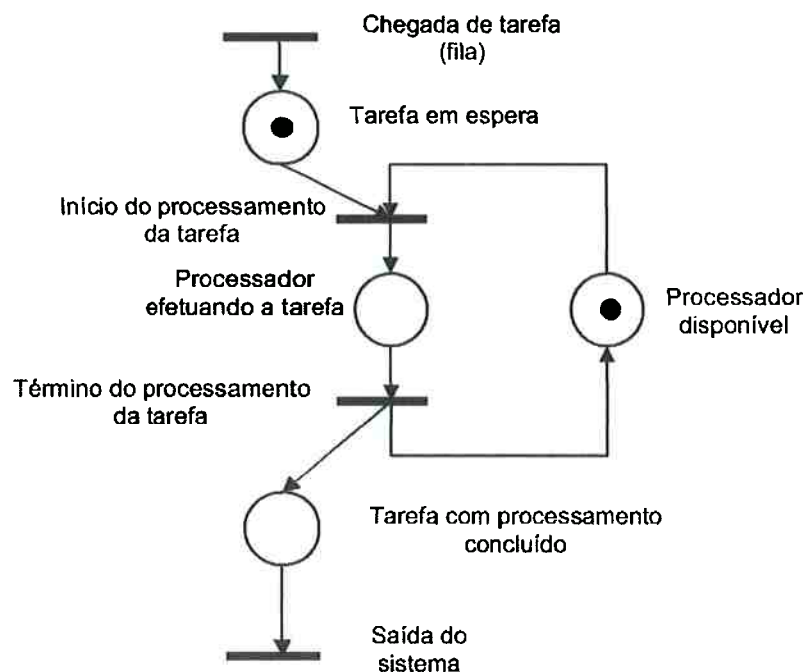 Chegada de tarefa
(fila)
Tarefa em espera
Início do processamento
da tarefa
Processador
efetuando a tarefa
Processador
disponível
Término do processamento
da tarefa
Tarefa com processamento
concluído
Saída do
sistema